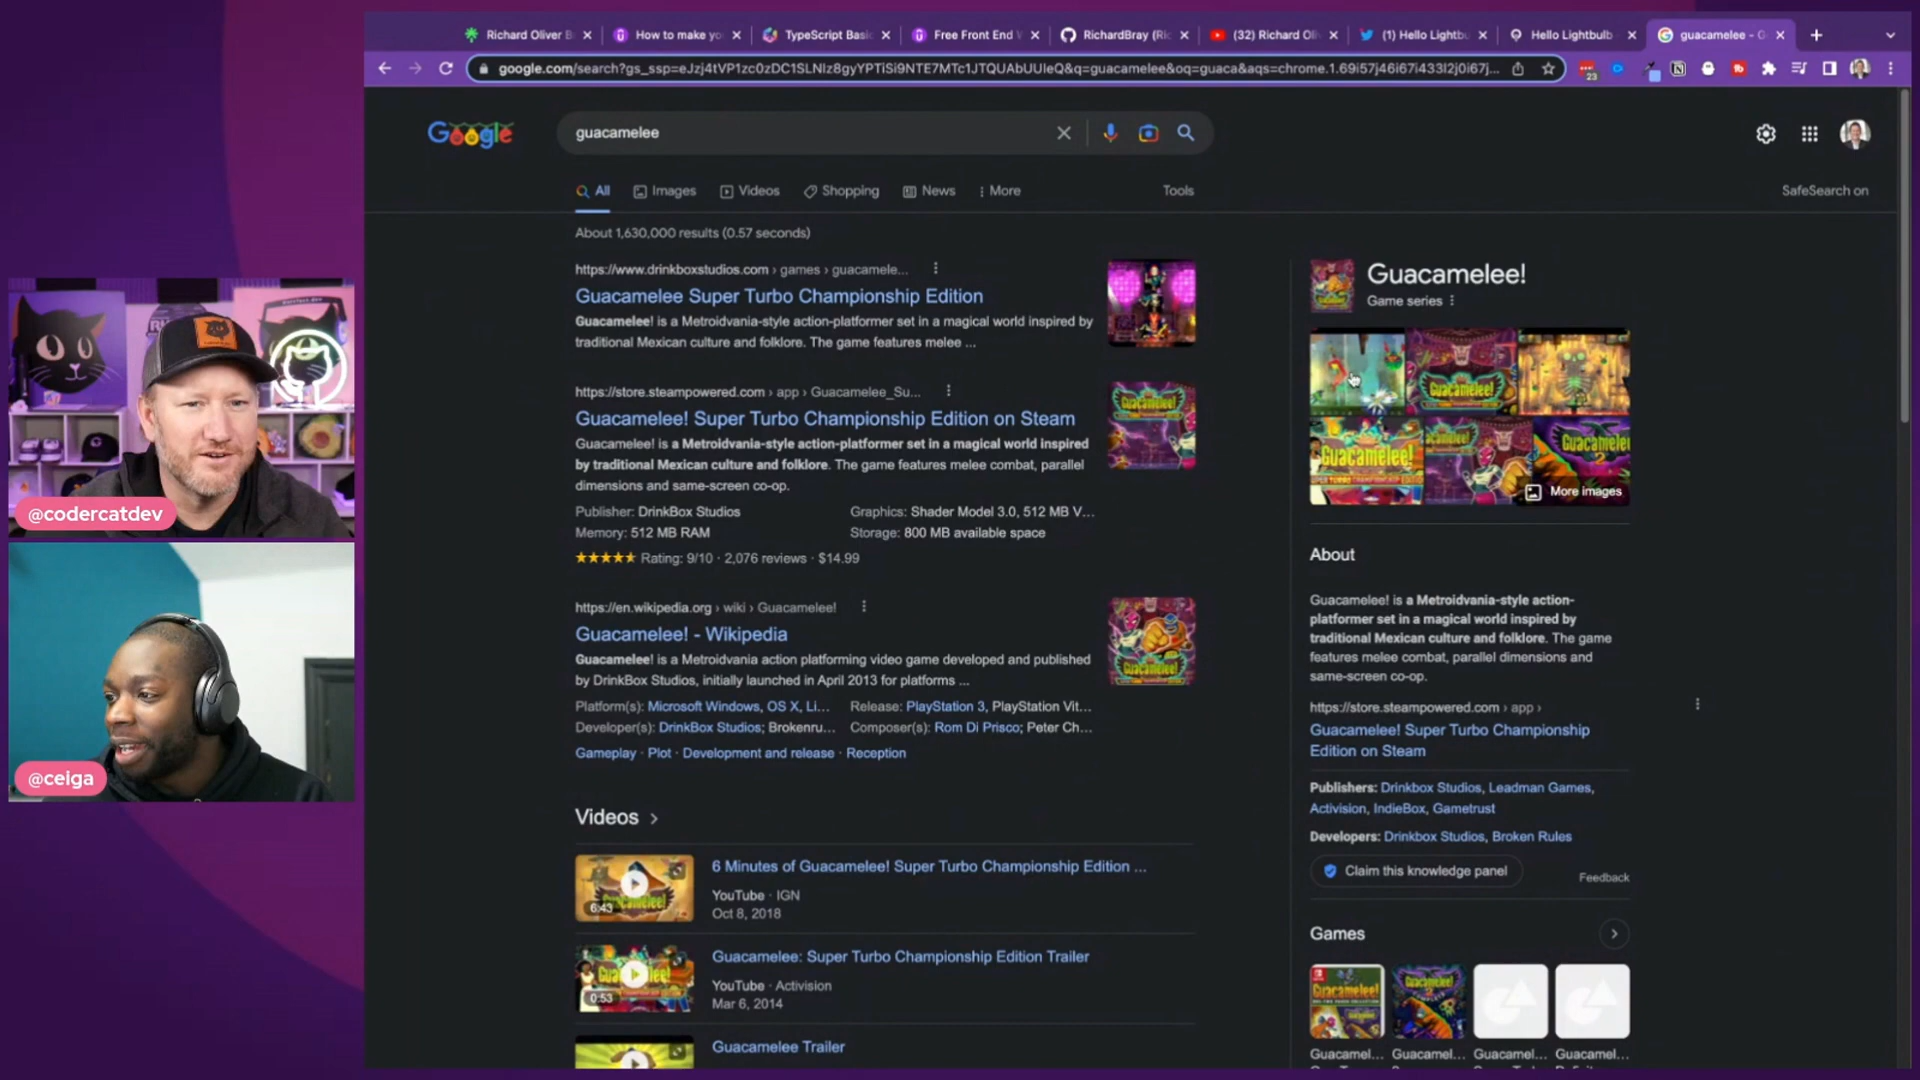 Richard Oliver B
How to make yo
TypeScript Basic
Free Front End W
RichardBray (Ric
(32) Richard Oli
(1) Hello Lightbu
Hello Lightbulb
guacamelee - G
google.com/search?gs_ssp=eJzj4tVP1zc0zDC1SLNIz8gyYPTiSi9NTE7MTc1JTQUAbUUIeQ&q=guacamelee&oq=guaca&aqs=chrome.1.69i57j46i67i433l2j0i67j...
23
Google
guacamelee
All
Images
Videos
Shopping
News
More
Tools
SafeSearch on
About 1,630,000 results (0.57 seconds)
https://www.drinkboxstudios.com › games › guacamele...
Guacamelee Super Turbo Championship Edition
Guacamelee! is a Metroidvania-style action-platformer set in a magical world inspired by
traditional Mexican culture and folklore. The game features melee ...
https://store.steampowered.com › app › Guacamelee_Su...
Guacamelee! Super Turbo Championship Edition on Steam
Guacamelee! is a Metroidvania-style action-platformer set in a magical world inspired
by traditional Mexican culture and folklore. The game features melee combat, parallel
dimensions and same-screen co-op.
Publisher: DrinkBox Studios
Graphics: Shader Model 3.0, 512 MB V...
Memory: 512 MB RAM
Storage: 800 MB available space
Rating: 9/10 · 2,076 reviews · $14.99
https://en.wikipedia.org › wiki › Guacamelee!
Guacamelee! - Wikipedia
Guacamelee! is a Metroidvania action platforming video game developed and published
by DrinkBox Studios, initially launched in April 2013 for platforms ...
Platform(s): Microsoft Windows, OS X, Li...
Release: PlayStation 3, PlayStation Vit...
Developer(s): DrinkBox Studios; Brokenru...
Composer(s): Rom Di Prisco; Peter Ch...
Gameplay · Plot · Development and release · Reception
Videos
6 Minutes of Guacamelee! Super Turbo Championship Edition ...
YouTube · IGN
Oct 8, 2018
6:43
Guacamelee: Super Turbo Championship Edition Trailer
YouTube · Activision
Mar 6, 2014
0:53
Guacamelee Trailer
Guacamelee!
Game series
Guacamelee!
Guacamelee!
Guacamelee
2
More images
About
Guacamelee! is a Metroidvania-style action-
platformer set in a magical world inspired by
traditional Mexican culture and folklore. The game
features melee combat, parallel dimensions and
same-screen co-op.
https://store.steampowered.com › app ›
Guacamelee! Super Turbo Championship
Edition on Steam
Publishers: Drinkbox Studios, Leadman Games,
Activision, IndieBox, Gametrust
Developers: Drinkbox Studios, Broken Rules
Claim this knowledge panel
Feedback
Games
Guacamel...
Guacamel...
Guacamel...
Guacamel...
@codercatdev
@ceiga